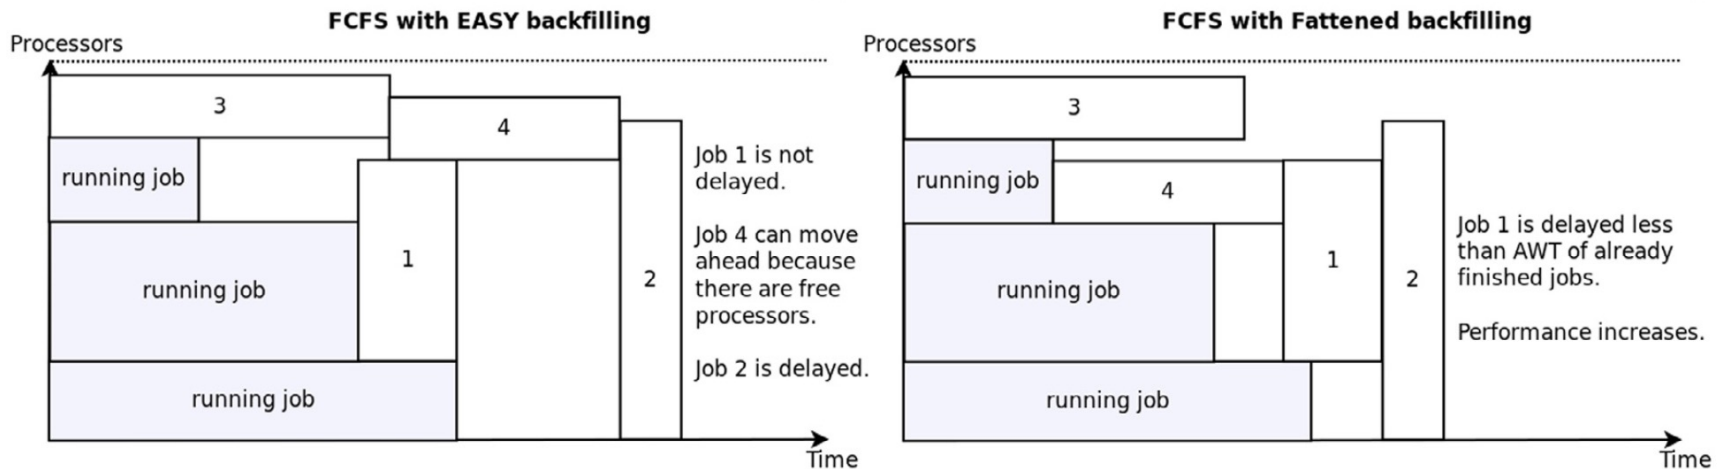 FCFS with EASY backfilling
Processors
3
4
running job
1
running job
2
running job
Job 1 is not
delayed.
Job 4 can move
ahead because
there are free
processors.
Job 2 is delayed.
Time
FCFS with Fattened backfilling
Processors
3
running job
4
running job
1
2
running job
Job 1 is delayed less
than AWT of already
finished jobs.
Performance increases.
Time